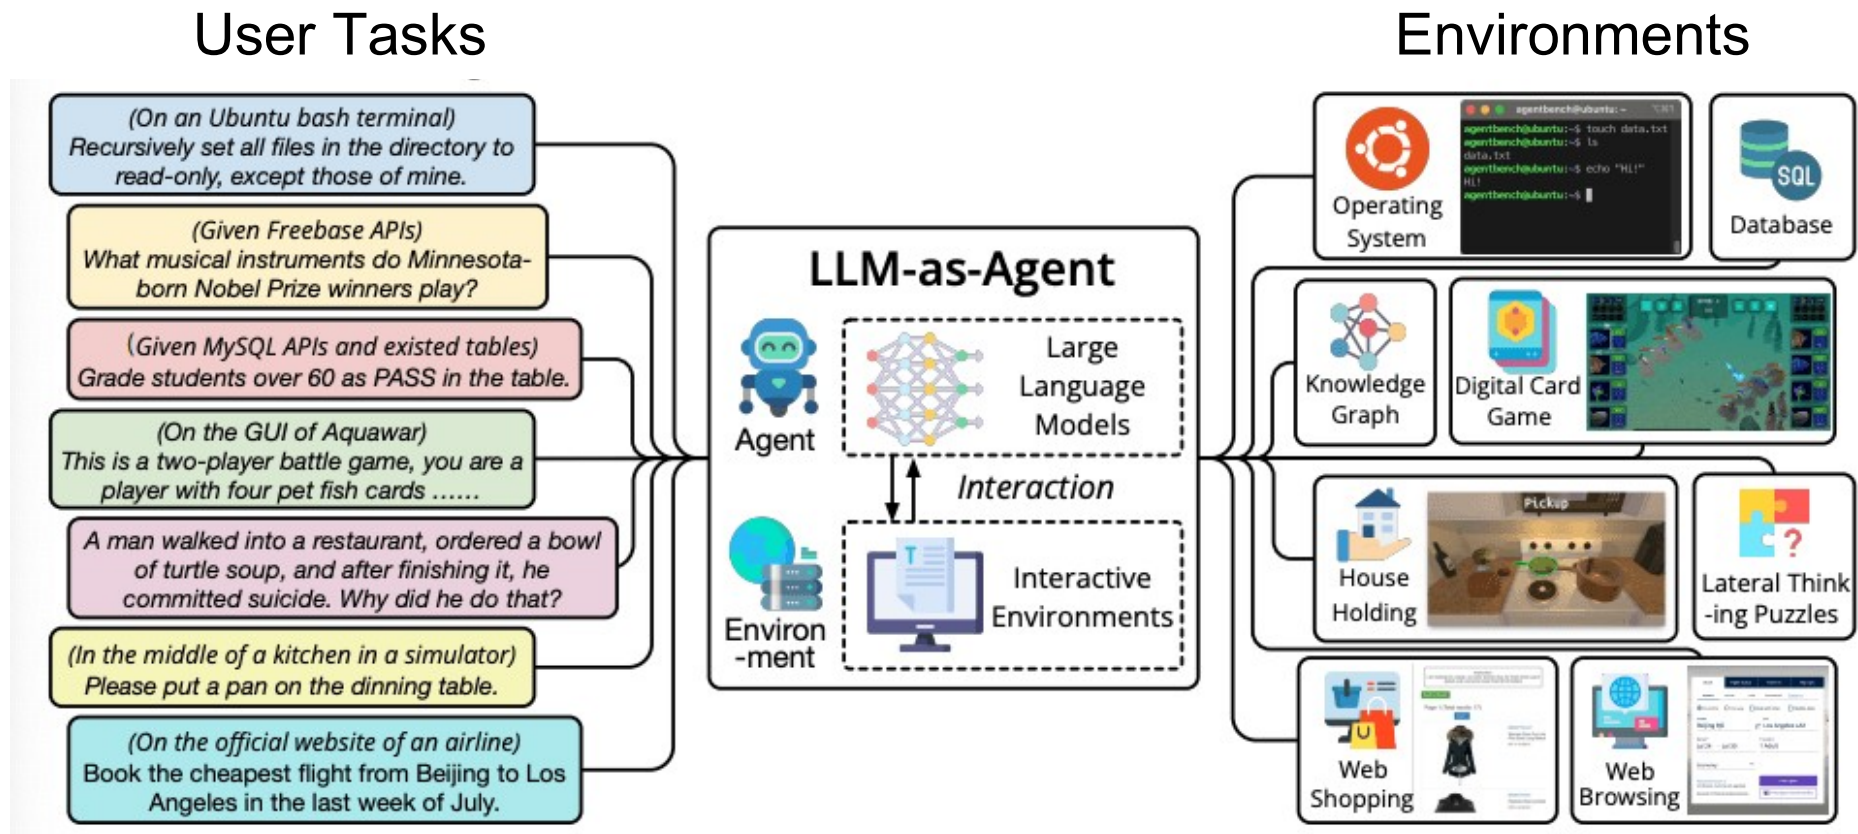 User Tasks
Environments
(On an Ubuntu bash terminal)
Recursively set all files in the directory to
read-only, except those of mine.
(Given Freebase APIs)
What musical instruments do Minnesota-
born Nobel Prize winners play?
(Given MySQL APIs and existed tables)
Grade students over 60 as PASS in the table.
(On the GUI of Aquawar)
This is a two-player battle game, you are a
player with four pet fish cards ......
A man walked into a restaurant, ordered a bowl
of turtle soup, and after finishing it, he
committed suicide. Why did he do that?
(In the middle of a kitchen in a simulator)
Please put a pan on the dinning table.
(On the official website of an airline)
Book the cheapest flight from Beijing to Los
Angeles in the last week of July.
LLM-as-Agent
Agent
Large
Language
Models
Interaction
Environ
-ment
T
Interactive
Environments
Operating
System
agentbench@ubuntu: ~
agentbench@ubuntu:~$ touch data.txt
agentbench@ubuntu:~$ ls
data.txt
agentbench@ubuntu:~$ echo "Hi!"
Hi!
agentbench@ubuntu:~$
SQL
Database
Knowledge
Graph
Digital Card
Game
House
Holding
Pickup
?
Lateral Think
-ing Puzzles
Web
Shopping
Web
Browsing